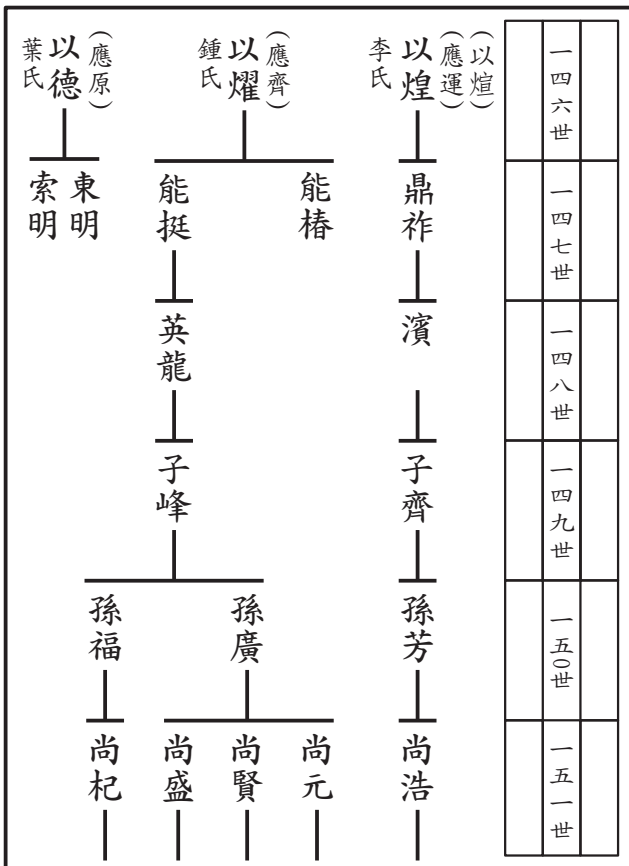 一四六世
(以煊)
(應運)
以煌
李氏
(應齊)
以燿
鍾氏
(應原)
以德
葉氏
一四七世
鼎祚
能椿
能挺
東明
索明
一四八世
濱
英龍
一四九世
子齊
子峰
一五〇世
孫芳
孫廣
孫福
一五一世
尚浩
尚元
尚賢
尚盛
尚杞